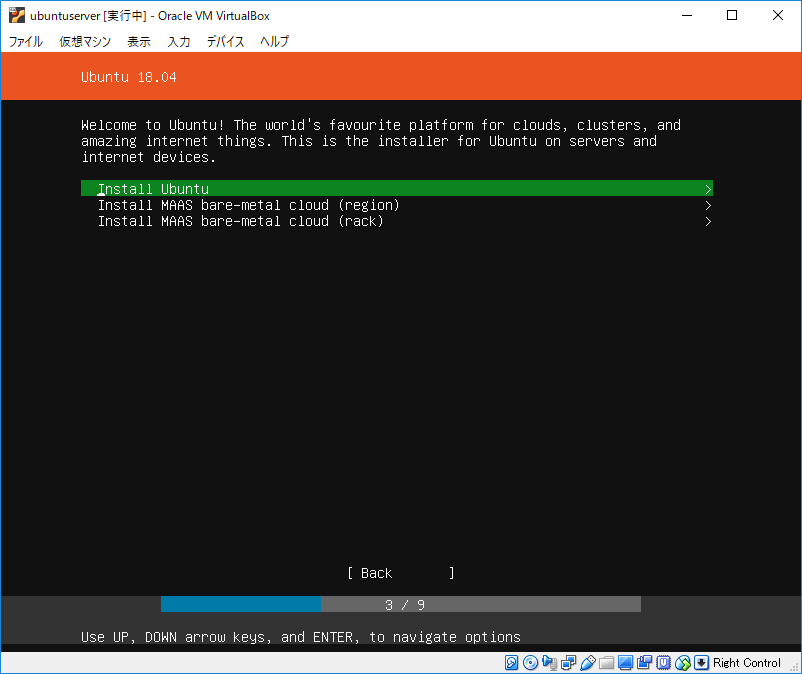 ubuntuserver [実行中] - Oracle VM VirtualBox
ファイル 仮想マシン 表示 入力 デバイス ヘルプ
Ubuntu 18.04
Welcome to Ubuntu! The world's favourite platform for clouds, clusters, and
amazing internet things. This is the installer for Ubuntu on servers and
internet devices.
Install Ubuntu >
Install MAAS bare-metal cloud (region) >
Install MAAS bare-metal cloud (rack) >
[ Back ]
3 / 9
Use UP, DOWN arrow keys, and ENTER, to navigate options
Right Control